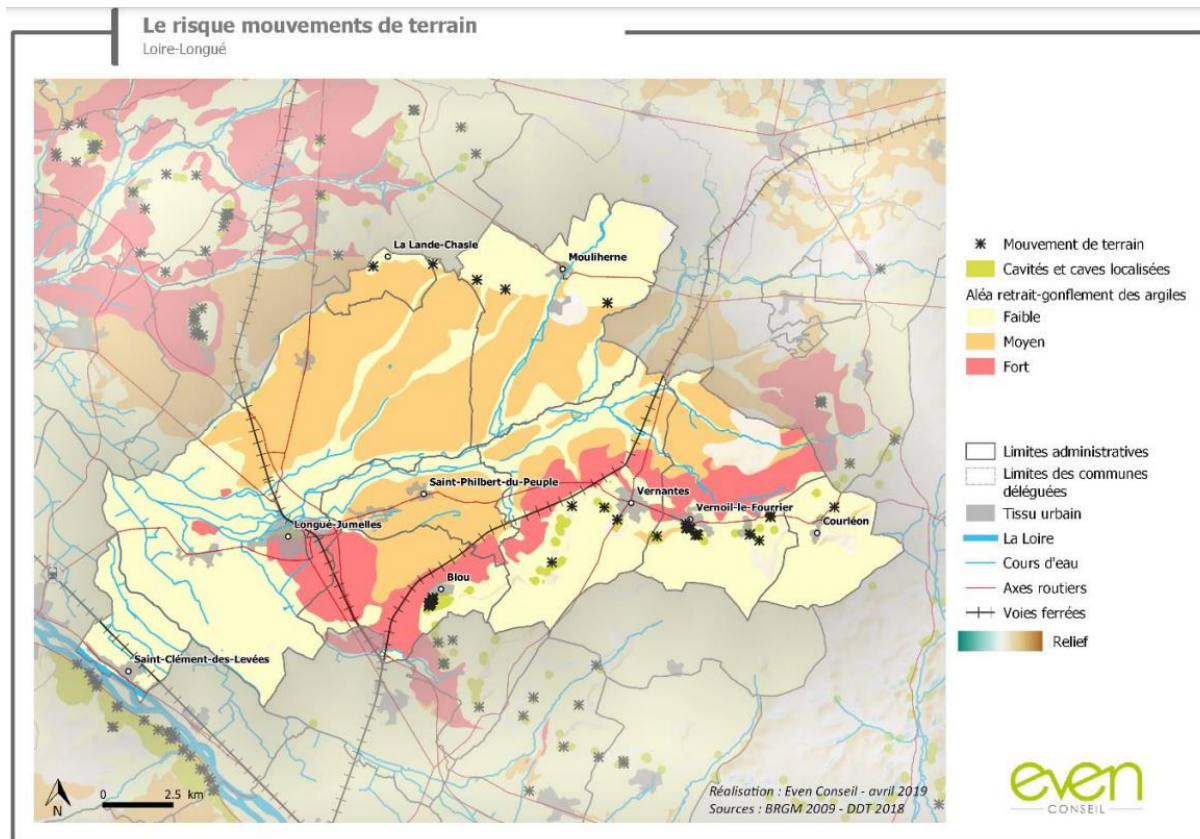 Le risque mouvements de terrain
Loire-Longué
La Lande-Chasle
Mouliherne
Saint-Philbert-du-Peuple
Vernantes
Longué-Jumelles
Vernoil-le-Fourrier
Courléon
Blou
Saint-Clément-des-Levées
N
0 2.5 km
Réalisation : Even Conseil - avril 2019
Sources : BRGM 2009 - DDT 2018
Mouvement de terrain
Cavités et caves localisées
Aléa retrait-gonflement des argiles
Faible
Moyen
Fort
Limites administratives
Limites des communes
déléguées
Tissu urbain
La Loire
Cours d'eau
Axes routiers
Voies ferrées
Relief
even
CONSEIL